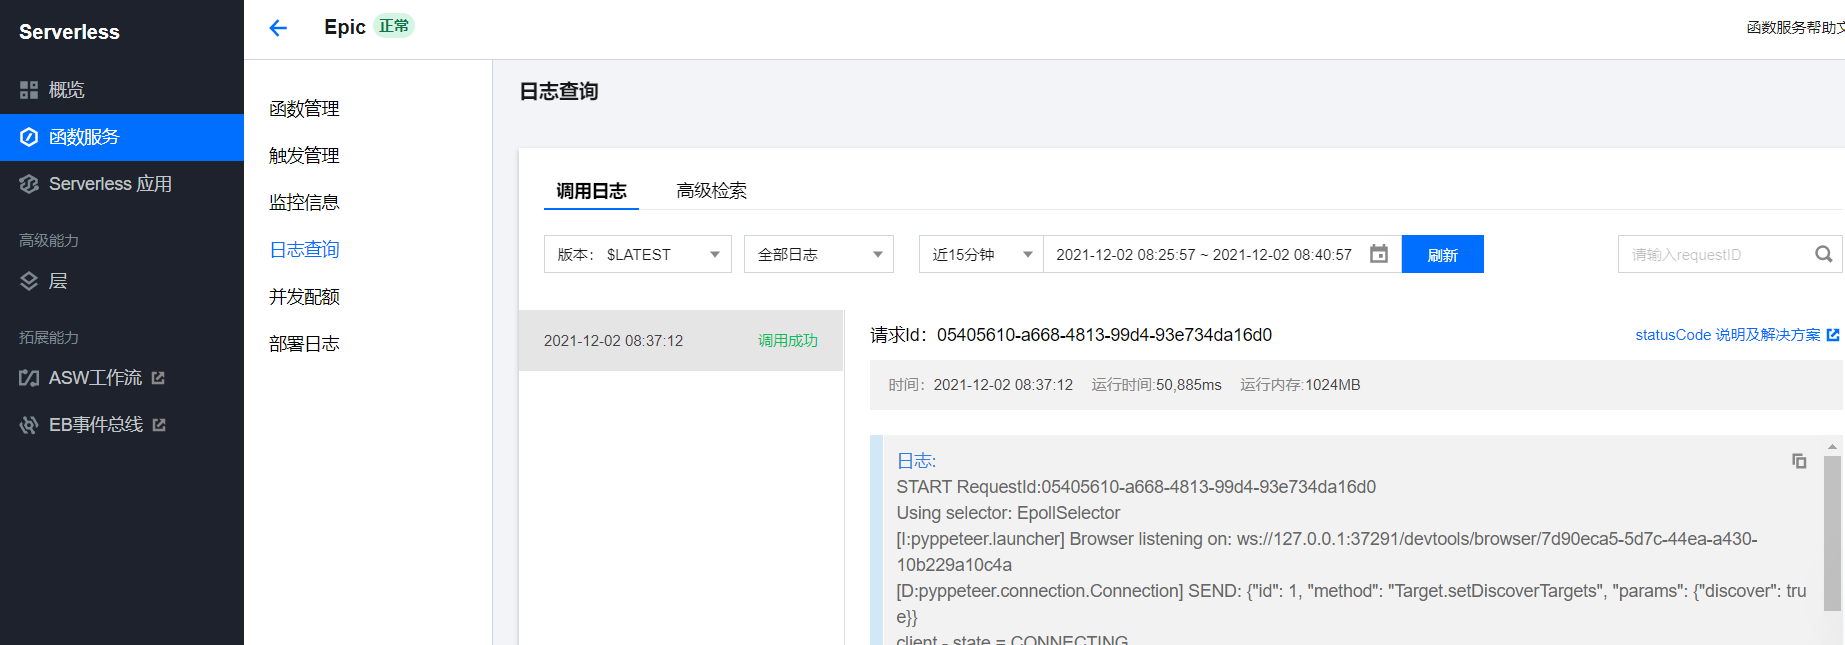 Serverless
概览
函数服务
Serverless 应用
高级能力
层
拓展能力
ASW工作流
EB事件总线
Epic 正常
函数服务帮助文
函数管理
触发管理
监控信息
日志查询
并发配额
部署日志
日志查询
调用日志 高级检索
版本: $LATEST 全部日志 近15分钟 2021-12-02 08:25:57 ~ 2021-12-02 08:40:57 刷新 请输入requestID
2021-12-02 08:37:12 调用成功
请求Id: 05405610-a668-4813-99d4-93e734da16d0 statusCode 说明及解决方案
时间: 2021-12-02 08:37:12 运行时间:50,885ms 运行内存:1024MB
日志:
START RequestId:05405610-a668-4813-99d4-93e734da16d0
Using selector: EpollSelector
[I:pyppeteer.launcher] Browser listening on: ws://127.0.0.1:37291/devtools/browser/7d90eca5-5d7c-44ea-a430-
10b229a10c4a
[D:pyppeteer.connection.Connection] SEND: {"id": 1, "method": "Target.setDiscoverTargets", "params": {"discover": tru
e}}
client - state = CONNECTING